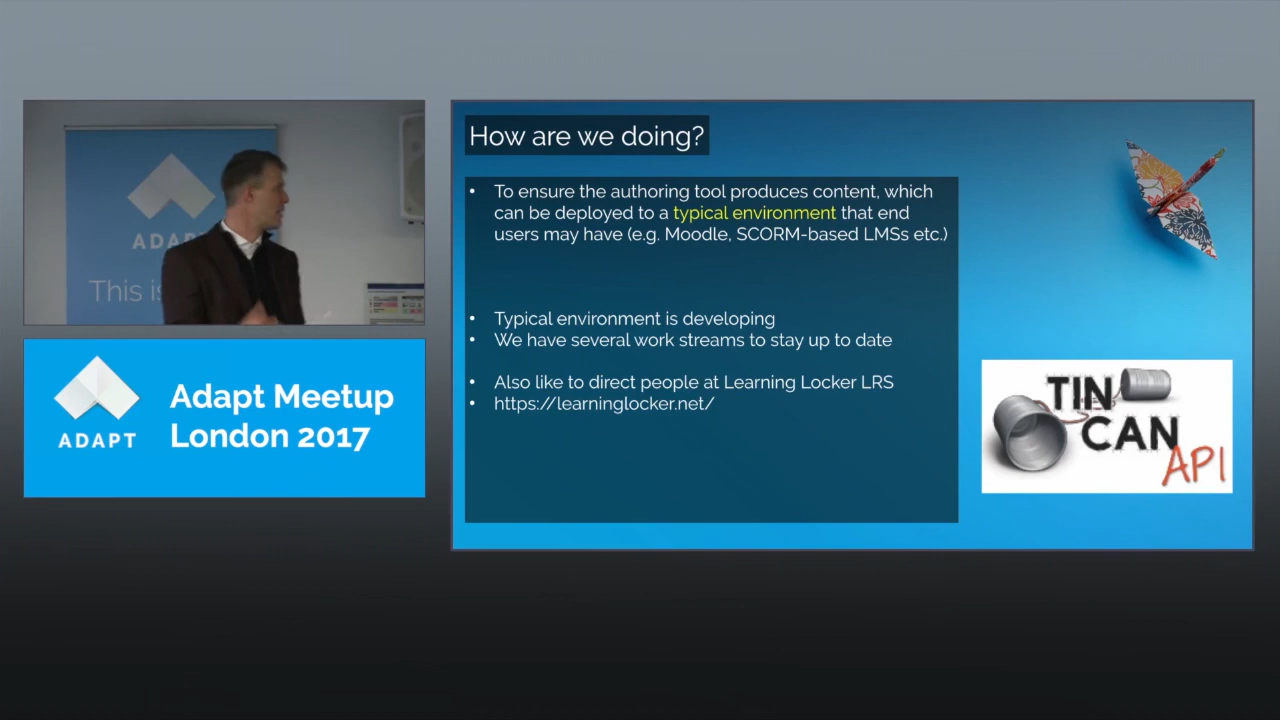 ADAPT
This is
ADAPT
Adapt Meetup
London 2017
How are we doing?
• To ensure the authoring tool produces content, which
can be deployed to a typical environment that end
users may have (e.g. Moodle, SCORM-based LMSs etc.)
• Typical environment is developing
• We have several work streams to stay up to date
• Also like to direct people at Learning Locker LRS
• https://learninglocker.net/
TIN
CAN
API